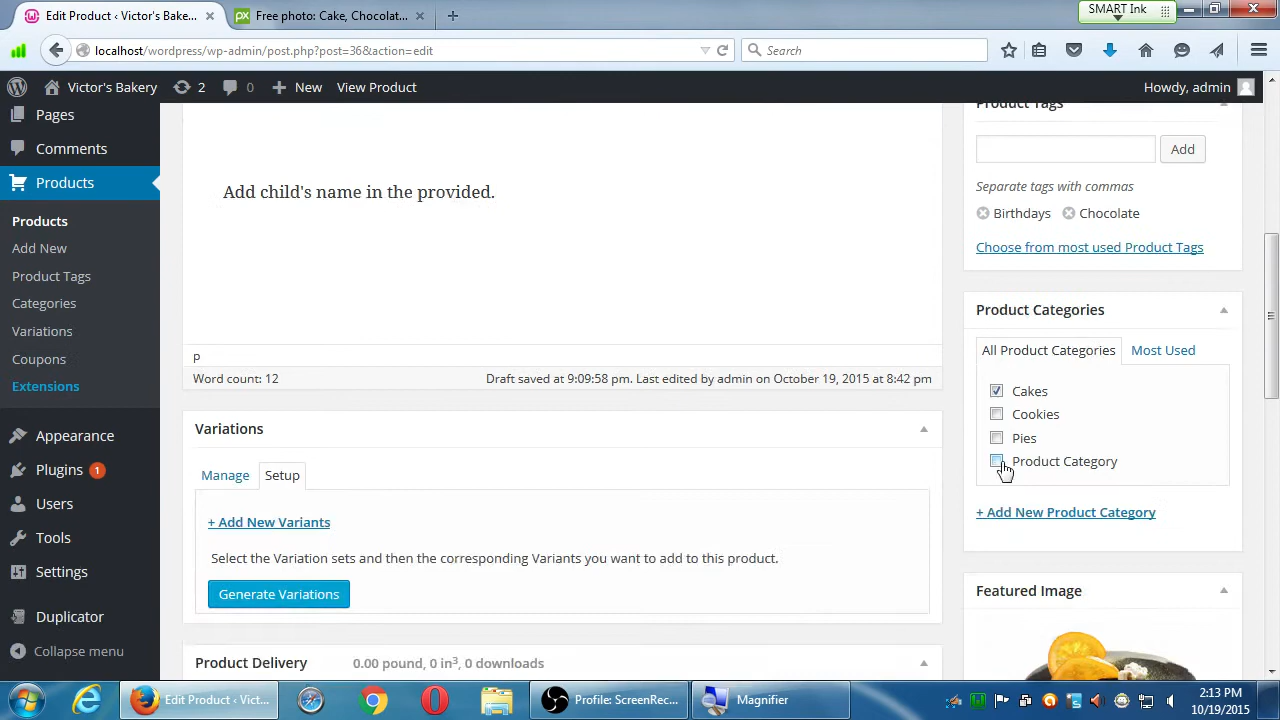 Edit Product ‹ Victor's Bakery...
Free photo: Cake, Chocolat...
SMART Ink
localhost/wordpress/wp-admin/post.php?post=36&action=edit
Search
Victor's Bakery
2
0
New
View Product
Howdy, admin
Pages
Comments
Products
Products
Add New
Product Tags
Categories
Variations
Coupons
Extensions
Appearance
Plugins 1
Users
Tools
Settings
Duplicator
Collapse menu
Add child's name in the provided.
p
Word count: 12
Draft saved at 9:09:58 pm. Last edited by admin on October 19, 2015 at 8:42 pm
Variations
Manage
Setup
+ Add New Variants
Select the Variation sets and then the corresponding Variants you want to add to this product.
Generate Variations
Product Delivery
0.00 pound, 0 in³, 0 downloads
Product Tags
Add
Separate tags with commas
Birthdays
Chocolate
Choose from most used Product Tags
Product Categories
All Product Categories
Most Used
Cakes
Cookies
Pies
Product Category
+ Add New Product Category
Featured Image
Edit Product ‹ Vict...
Profile: ScreenRec...
Magnifier
2:13 PM
10/19/2015